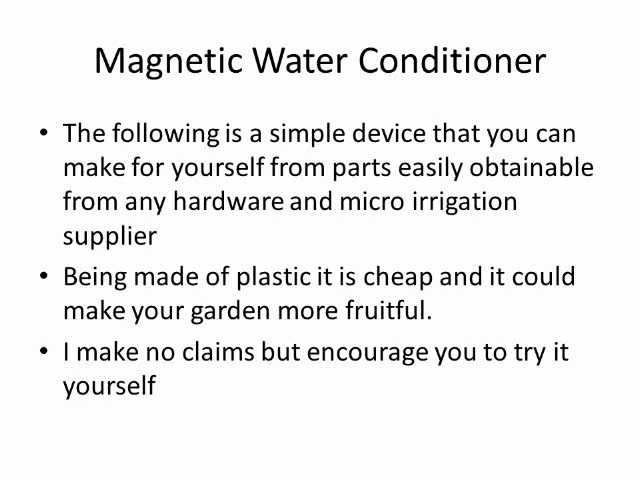 Magnetic Water Conditioner
• The following is a simple device that you can
make for yourself from parts easily obtainable
from any hardware and micro irrigation
supplier
• Being made of plastic it is cheap and it could
make your garden more fruitful.
• I make no claims but encourage you to try it
yourself